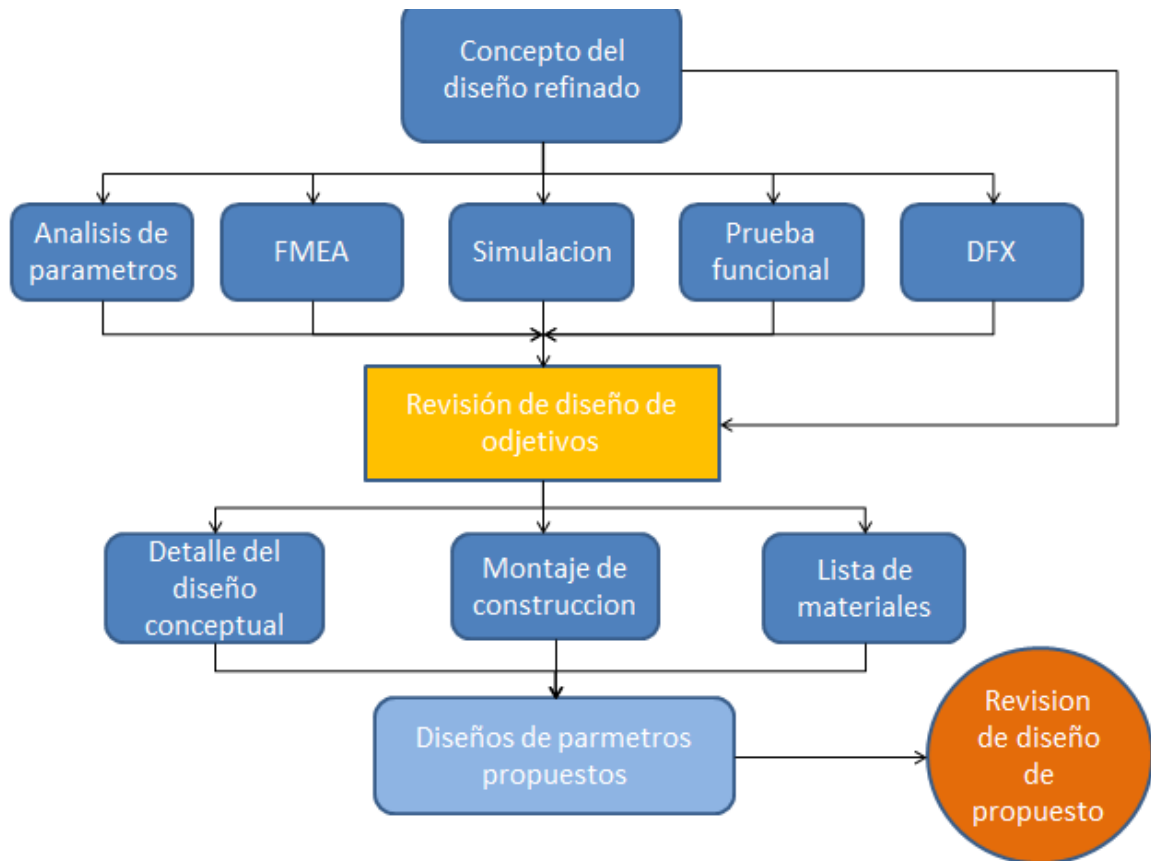 Concepto del
diseño refinado
Analisis de
parametros
FMEA
Simulacion
Prueba
funcional
DFX
Revisión de diseño de
odjetivos
Detalle del
diseño
conceptual
Montaje de
construccion
Lista de
materiales
Diseños de parmetros
propuestos
Revision
de diseño
de
propuesto